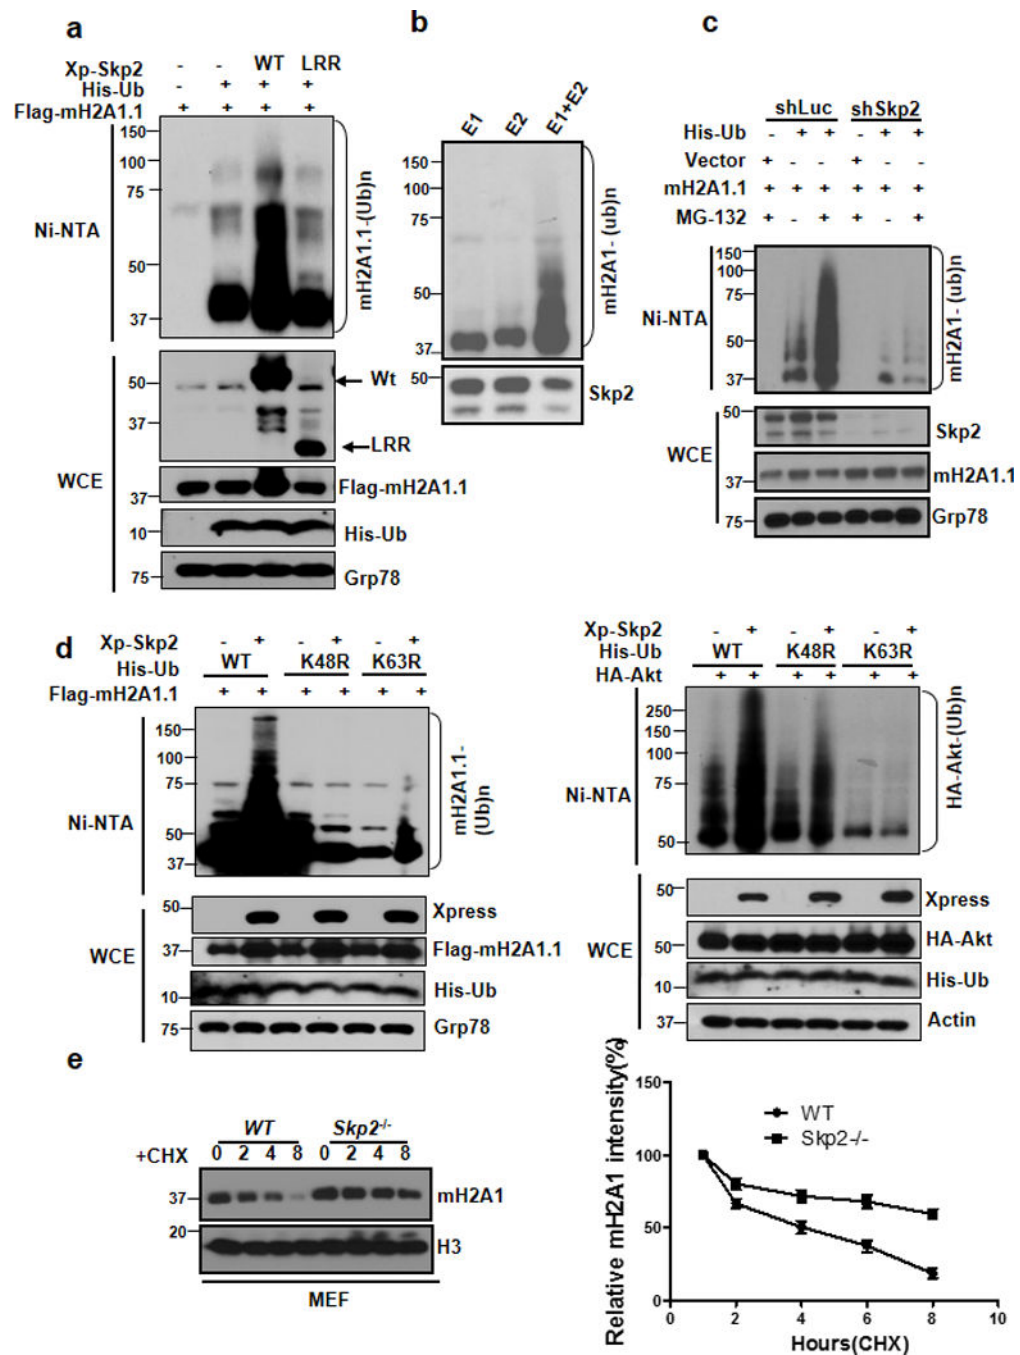 a
Xp-Skp2 - - WT LRR
His-Ub - + + +
Flag-mH2A1.1 + + + +
150
100
75
50
37
Ni-NTA
mH2A1.1-(Ub)n
50
37
Wt
LRR
WCE
37
Flag-mH2A1.1
10
His-Ub
75
Grp78
b
E1 E2 E1+E2
150
100
75
50
37
mH2A1- (ub)n
50
Skp2
c
shLuc shSkp2
His-Ub - + + - + +
Vector + - - + - -
mH2A1.1 + + + + + +
MG-132 + - + + - +
150
100
75
50
37
Ni-NTA
mH2A1- (ub)n
50
Skp2
WCE
37
mH2A1.1
75
Grp78
d
Xp-Skp2 - + - + - +
His-Ub WT K48R K63R
Flag-mH2A1.1 + + + + + +
150
100
75
50
37
Ni-NTA
mH2A1.1-
(Ub)n
50
Xpress
WCE
37
Flag-mH2A1.1
10
His-Ub
75
Grp78
Xp-Skp2 - + - + - +
His-Ub WT K48R K63R
HA-Akt + + + + + +
250
150
100
75
50
Ni-NTA
HA-Akt-(Ub)n
50
Xpress
WCE
50
HA-Akt
10
His-Ub
37
Actin
e
WT Skp2-/-
+CHX 0 2 4 8 0 2 4 8
37
mH2A1
20
H3
MEF
Relative mH2A1 intensity(%)
150
100
50
0
WT
Skp2-/-
0 2 4 6 8 10
Hours(CHX)